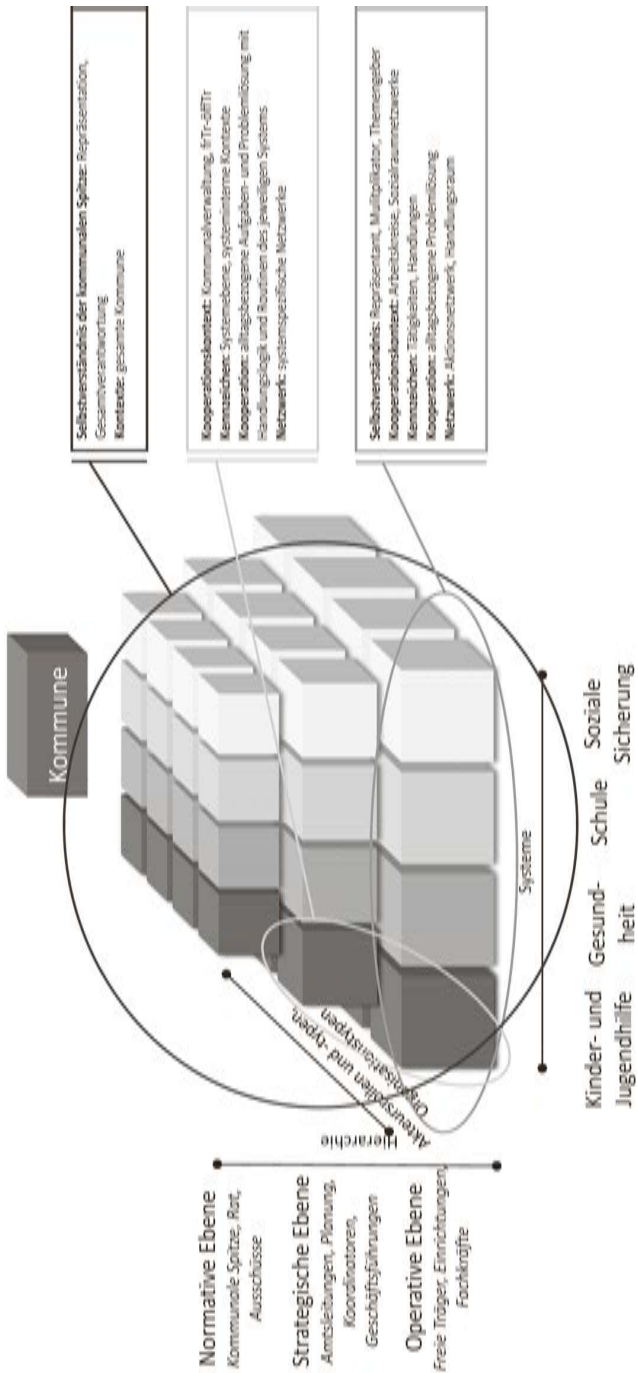 Kommune
Normative Ebene
Kommunale Spitze, Rat,
Ausschüsse
Strategische Ebene
Amtsleitungen, Planung,
Koordinatoren,
Geschäftsführungen
Operative Ebene
Freie Träger, Einrichtungen,
Fachkräfte
Hierarchie
Akteursrollen und -typen,
Organisationstypen
Systeme
Kinder- und
Jugendhilfe
Gesund-
heit
Schule
Soziale
Sicherung
Selbstverständnis der kommunalen Spitze: Repräsentation,
Gesamtverantwortung
Kontexte: gesamte Kommune
Kooperationskontext: Kommunalverwaltung, frTr-öffTr
Kennzeichen: Systemebene, systeminterne Kontexte
Kooperation: alltagsbezogene Aufgaben- und Problemlösung mit
Handlungslogik und Routinen des jeweiligen Systems
Netzwerk: systemspezifische Netzwerke
Selbstverständnis: Repräsentant, Multiplikator, Themengeber
Kooperationskontext: Arbeitskreise, Sozialraumnetzwerke
Kennzeichen: Tätigkeiten, Handlungen
Kooperation: alltagsbezogene Problemlösung
Netzwerk: Aktionsnetzwerk, Handlungsraum